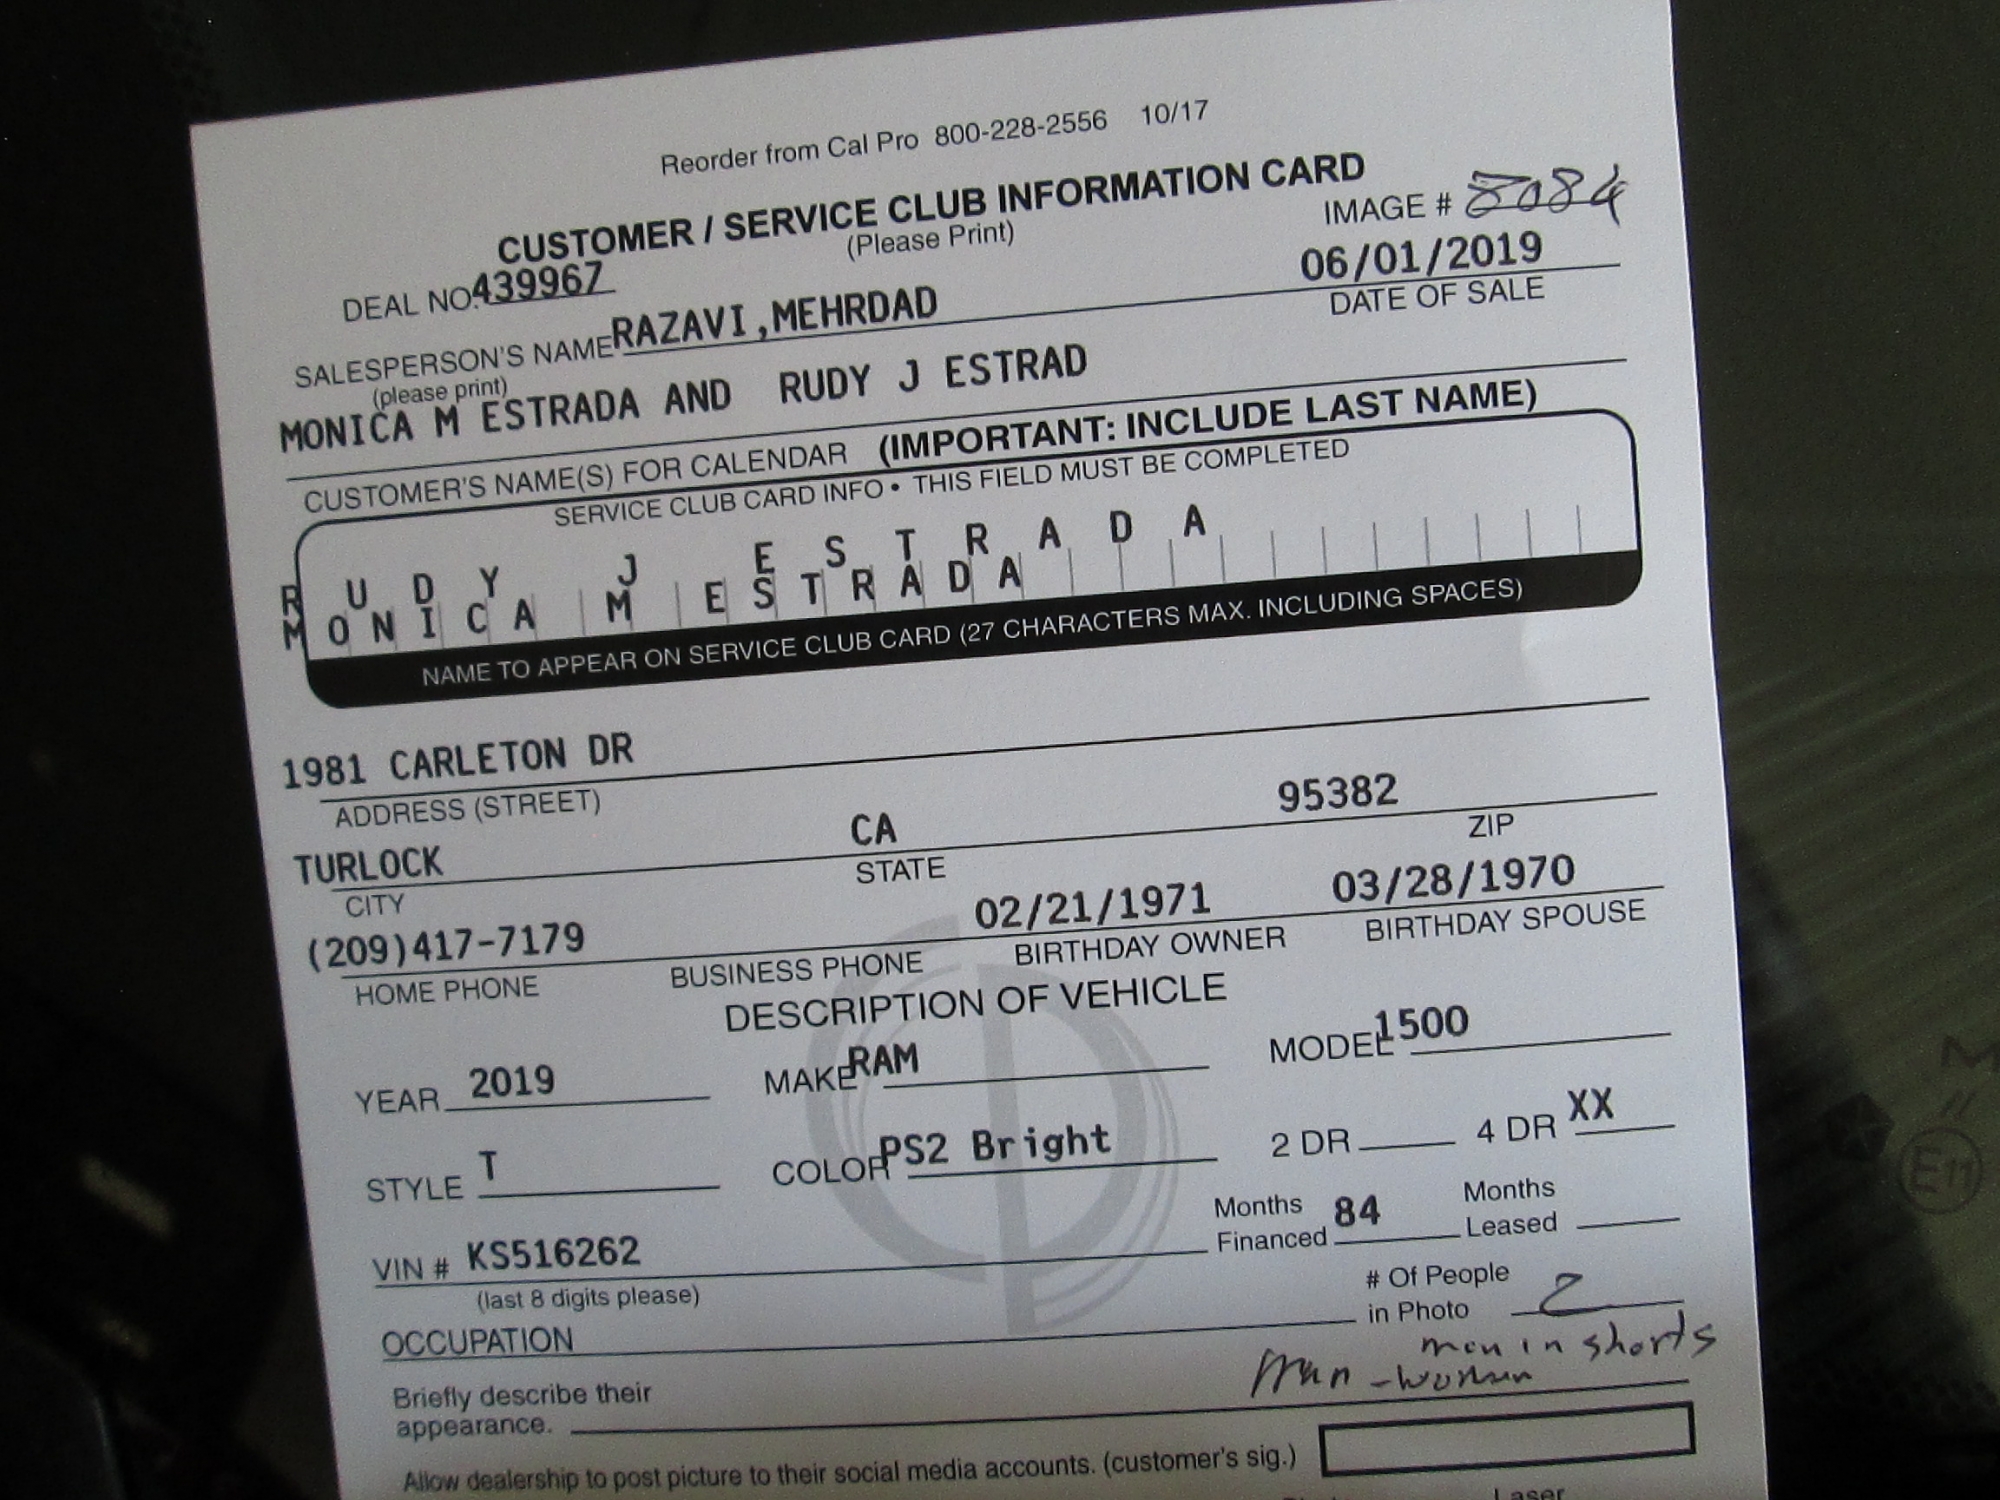 Reorder from Cal Pro 800-228-2556 10/17
CUSTOMER / SERVICE CLUB INFORMATION CARD
(Please Print)
IMAGE # 8084
DEAL NO. 439967
06/01/2019
DATE OF SALE
SALESPERSON'S NAME RAZAVI,MEHRDAD
(please print)
MONICA M ESTRADA AND RUDY J ESTRAD
CUSTOMER'S NAME(S) FOR CALENDAR (IMPORTANT: INCLUDE LAST NAME)
SERVICE CLUB CARD INFO • THIS FIELD MUST BE COMPLETED
RUDY J ESTRADA
MONICA M ESTRADA
NAME TO APPEAR ON SERVICE CLUB CARD (27 CHARACTERS MAX. INCLUDING SPACES)
1981 CARLETON DR
ADDRESS (STREET)
TURLOCK CA 95382
CITY STATE ZIP
(209)417-7179 02/21/1971 03/28/1970
HOME PHONE BUSINESS PHONE BIRTHDAY OWNER BIRTHDAY SPOUSE
DESCRIPTION OF VEHICLE
YEAR 2019 MAKE RAM MODEL 1500
STYLE T COLOR PS2 Bright 2 DR 4 DR XX
VIN # KS516262 Months Financed 84 Months Leased
(last 8 digits please)
OCCUPATION # Of People in Photo 2
men in shorts
Briefly describe their appearance. man - woman
Allow dealership to post picture to their social media accounts. (customer's sig.)
Laser
M
E11